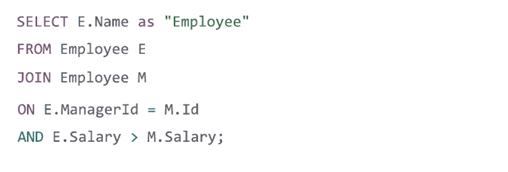 SELECT E.Name as "Employee"
FROM Employee E
JOIN Employee M
ON E.ManagerId = M.Id
AND E.Salary > M.Salary;